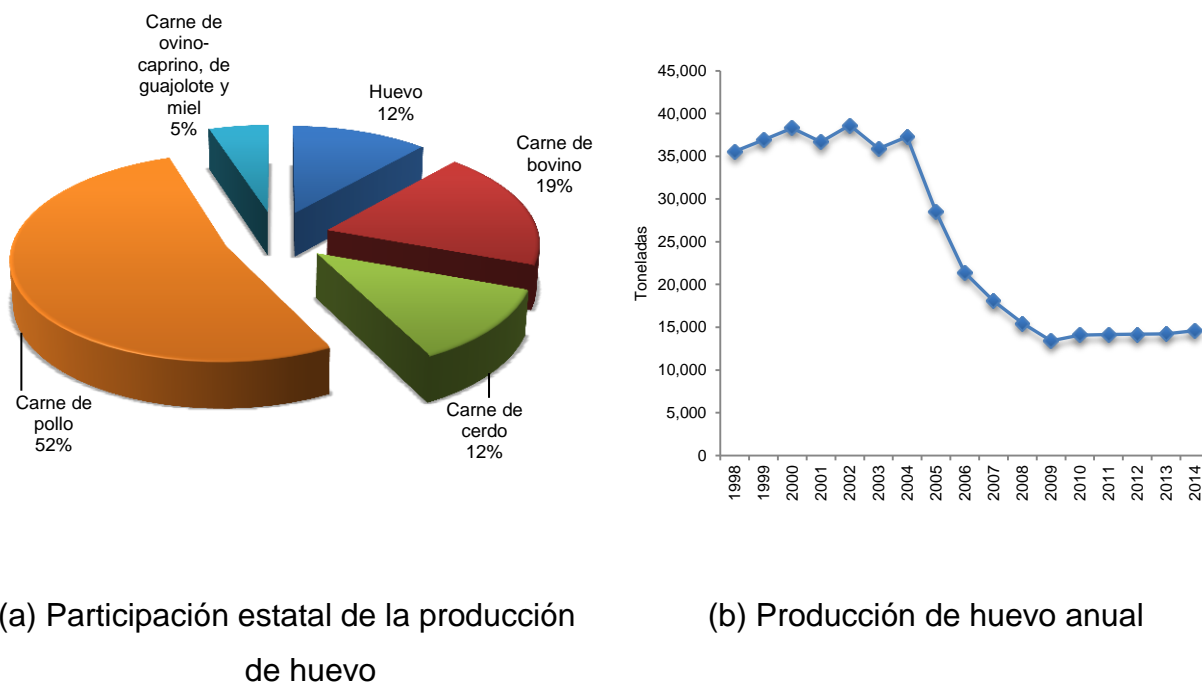 Carne de
ovino-
caprino, de
guajolote y
miel
5%
Huevo
12%
Carne de
bovino
19%
Carne de
cerdo
12%
Carne de
pollo
52%
(a) Participación estatal de la producción
de huevo
45,000
40,000
35,000
30,000
25,000
20,000
15,000
10,000
5,000
0
Toneladas
1998
1999
2000
2001
2002
2003
2004
2005
2006
2007
2008
2009
2010
2011
2012
2013
2014
(b) Producción de huevo anual